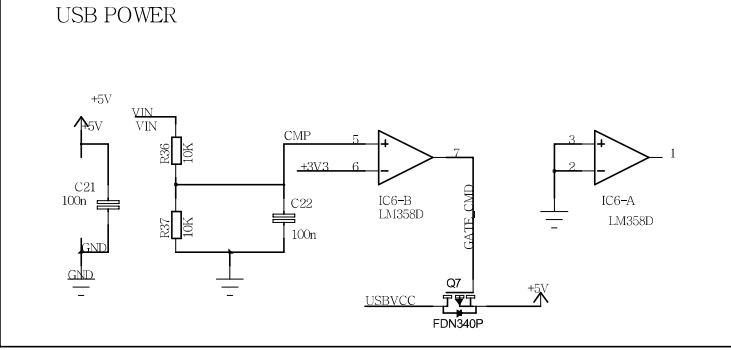 USB POWER
+5V
+5V
VIN
VIN
R36
10K
CMP
5
+
7
+3V3
6
−
3
+
1
2
−
C21
100n
C22
100n
R37
10K
IC6-B
LM358D
IC6-A
LM358D
GATE_CMD
GND
GND
Q7
USBVCC
+5V
FDN340P